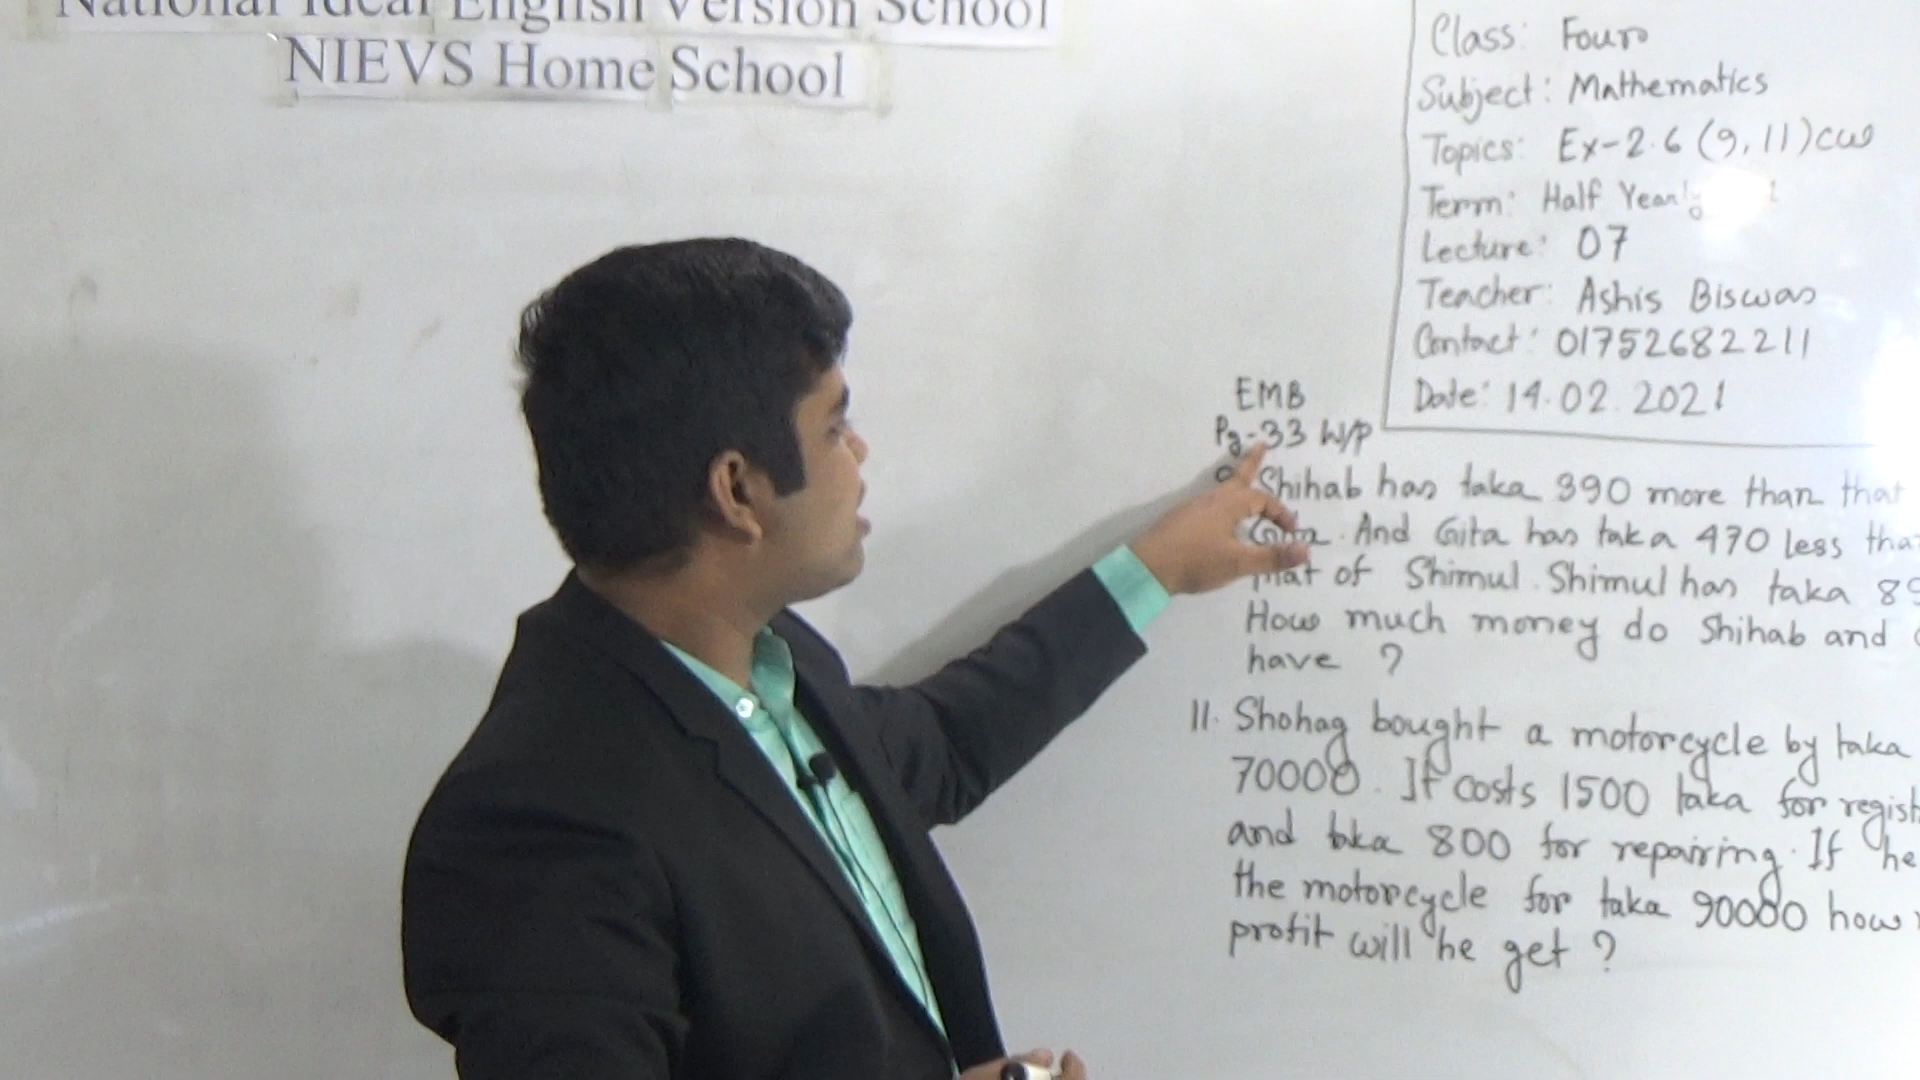 National Ideal English Version School
NIEVS Home School
Class: Four
Subject: Mathematics
Topics: Ex-2.6 (9, 11) cw
Term: Half Yearly
Lecture: 07
Teacher: Ashis Biswas
Contact: 01752682211
Date: 14.02.2021
EMB
Pg-33 W/P
Shihab has taka 390 more than that
Gita. And Gita has taka 470 less
that of Shimul. Shimul has taka
How much money do Shihab and
have ?
11. Shohag bought a motorcycle by taka
70000. If costs 1500 taka for
and taka 800 for repairing. If he
the motorcycle for taka 90000 how
profit will he get ?